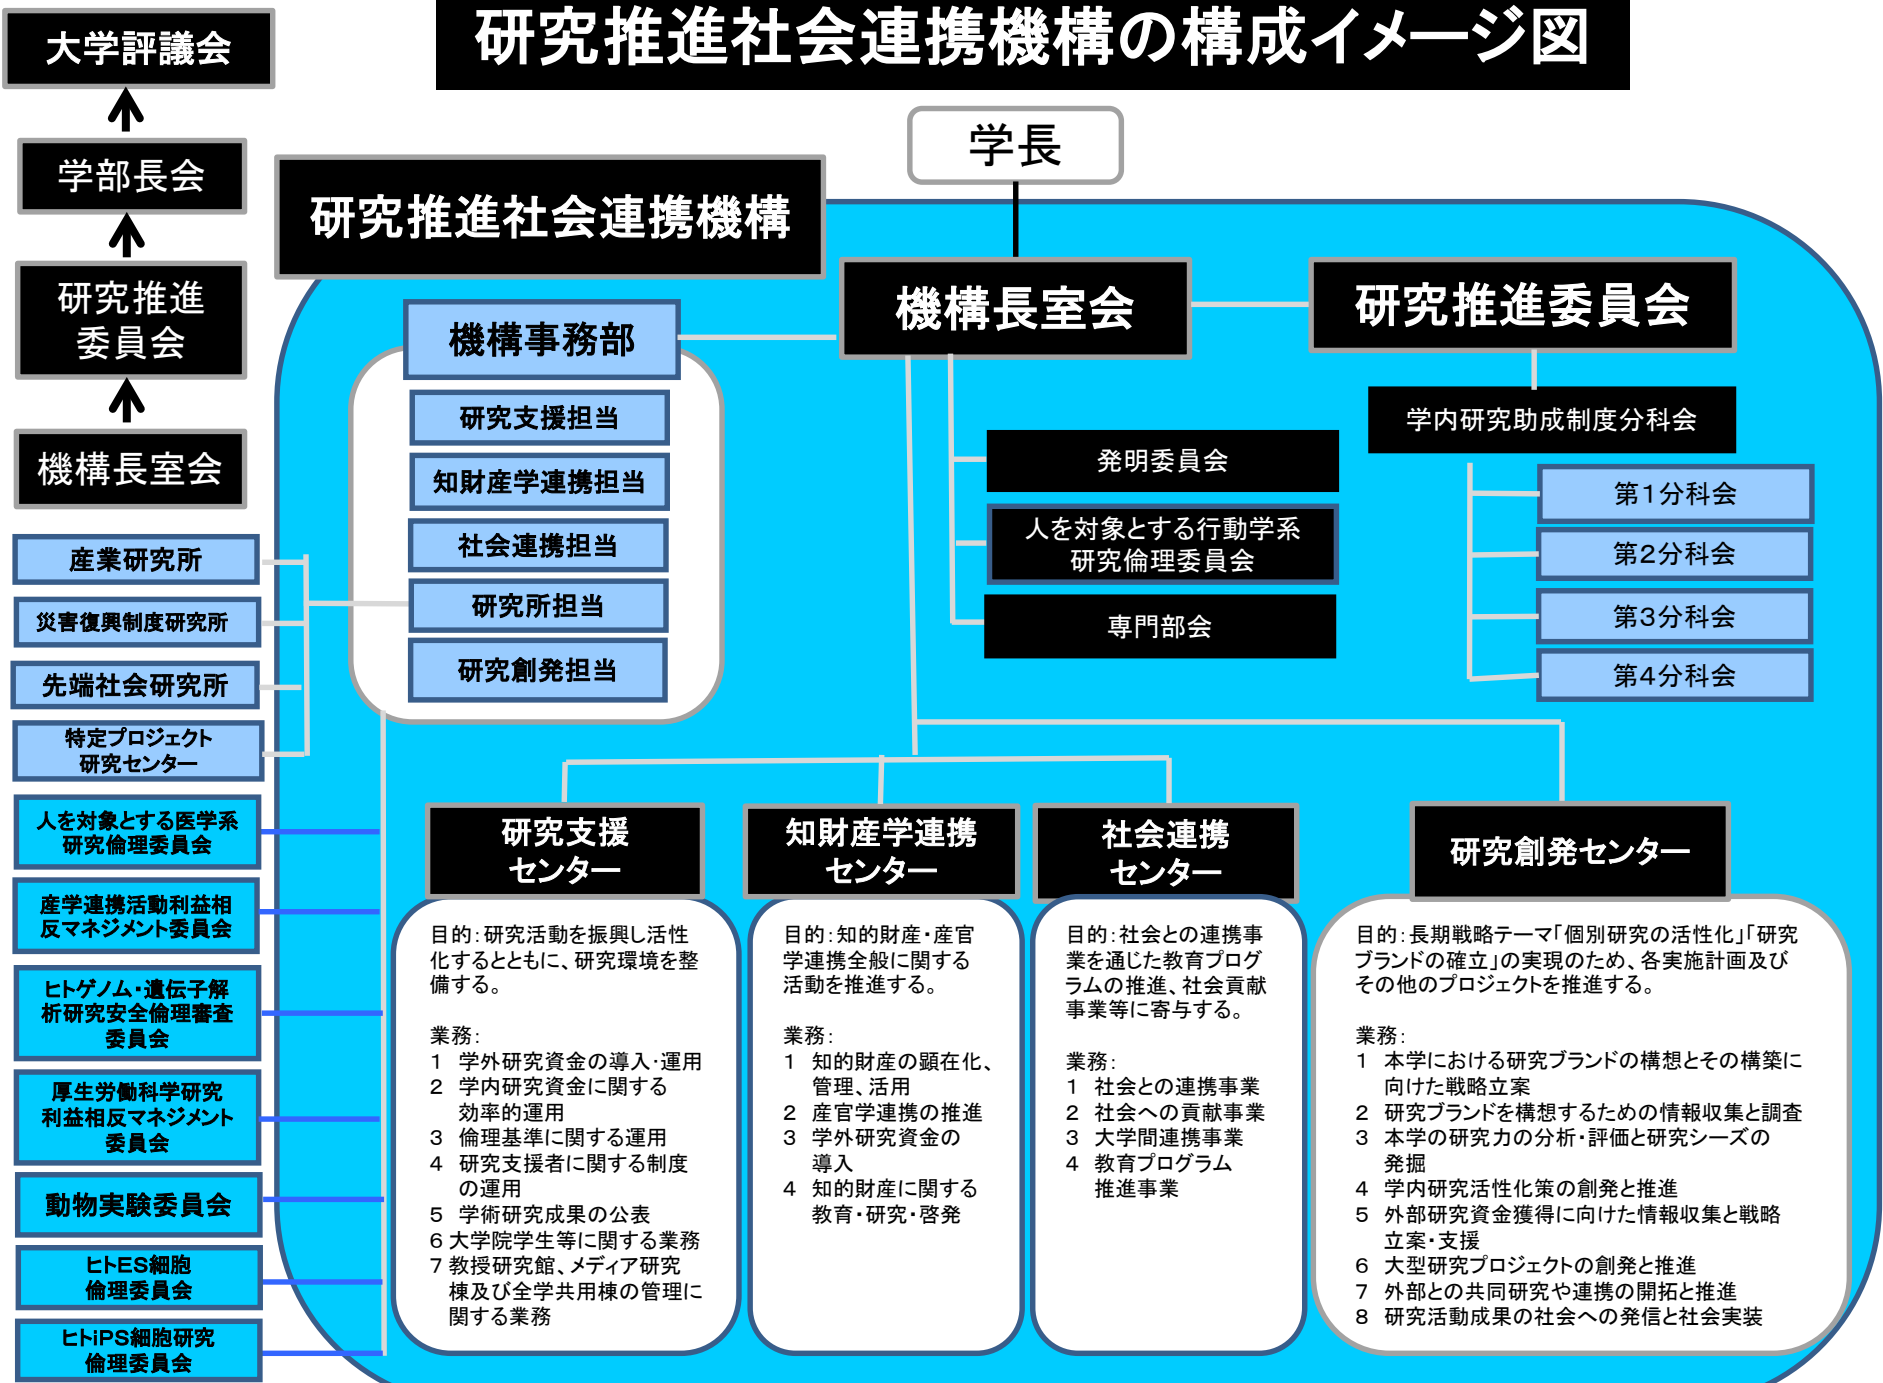 研究推進社会連携機構の構成イメージ図
大学評議会
学部長会
研究推進
委員会
機構長室会
学長
研究推進社会連携機構
機構長室会
研究推進委員会
機構事務部
研究支援担当
知財産学連携担当
社会連携担当
研究所担当
研究創発担当
発明委員会
人を対象とする行動学系
研究倫理委員会
専門部会
学内研究助成制度分科会
第1分科会
第2分科会
第3分科会
第4分科会
産業研究所
災害復興制度研究所
先端社会研究所
特定プロジェクト
研究センター
人を対象とする医学系
研究倫理委員会
産学連携活動利益相
反マネジメント委員会
ヒトゲノム・遺伝子解
析研究安全倫理審査
委員会
厚生労働科学研究
利益相反マネジメント
委員会
動物実験委員会
ヒトES細胞
倫理委員会
ヒトiPS細胞研究
倫理委員会
研究支援
センター
目的：研究活動を振興し活性
化するとともに、研究環境を整
備する。
業務：
1 学外研究資金の導入・運用
2 学内研究資金に関する
効率的運用
3 倫理基準に関する運用
4 研究支援者に関する制度
の運用
5 学術研究成果の公表
6 大学院学生等に関する業務
7 教授研究館、メディア研究
棟及び全学共用棟の管理に
関する業務
知財産学連携
センター
目的：知的財産・産官
学連携全般に関する
活動を推進する。
業務：
1 知的財産の顕在化、
管理、活用
2 産官学連携の推進
3 学外研究資金の
導入
4 知的財産に関する
教育・研究・啓発
社会連携
センター
目的：社会との連携事
業を通じた教育プログ
ラムの推進、社会貢献
事業等に寄与する。
業務：
1 社会との連携事業
2 社会への貢献事業
3 大学間連携事業
4 教育プログラム
推進事業
研究創発センター
目的：長期戦略テーマ「個別研究の活性化」「研究
ブランドの確立」の実現のため、各実施計画及び
その他のプロジェクトを推進する。
業務：
1 本学における研究ブランドの構想とその構築に
向けた戦略立案
2 研究ブランドを構想するための情報収集と調査
3 本学の研究力の分析・評価と研究シーズの
発掘
4 学内研究活性化策の創発と推進
5 外部研究資金獲得に向けた情報収集と戦略
立案・支援
6 大型研究プロジェクトの創発と推進
7 外部との共同研究や連携の開拓と推進
8 研究活動成果の社会への発信と社会実装